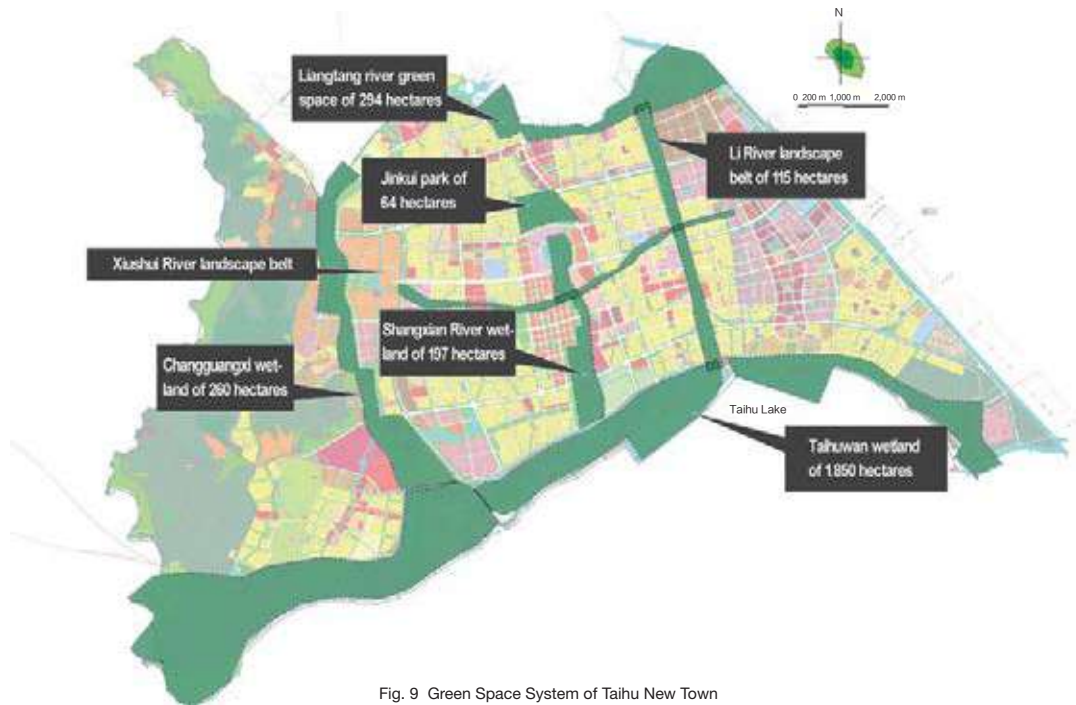 N
0 200 m 1,000 m 2,000 m
Liangtang river green
space of 294 hectares
Li River landscape
belt of 115 hectares
Jinkui park of
64 hectares
Xiushui River landscape belt
Shangxian River wet-
land of 197 hectares
Changguangxi wet-
land of 260 hectares
Taihu Lake
Taihuwan wetland
of 1.850 hectares
Fig. 9 Green Space System of Taihu New Town